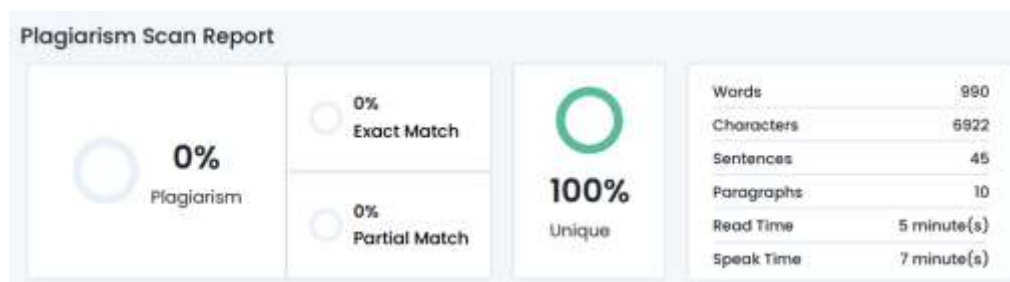 Plagiarism Scan Report
0%
Plagiarism
0%
Exact Match
0%
Partial Match
100%
Unique
Words 990
Characters 6922
Sentences 45
Paragraphs 10
Read Time 5 minute(s)
Speak Time 7 minute(s)